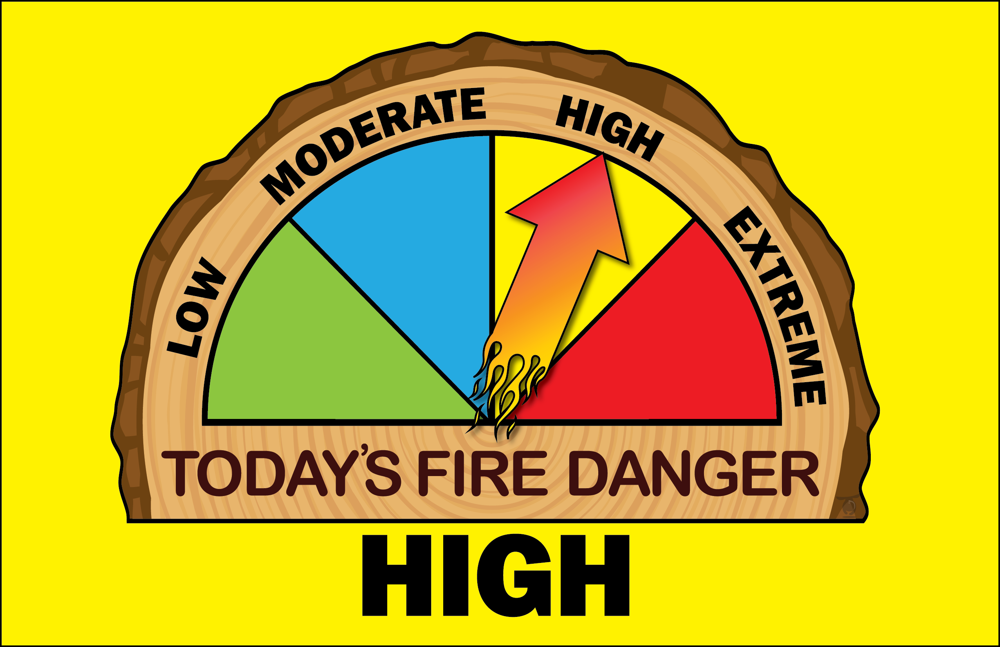 LOW
MODERATE
HIGH
EXTREME
TODAY'S FIRE DANGER
HIGH